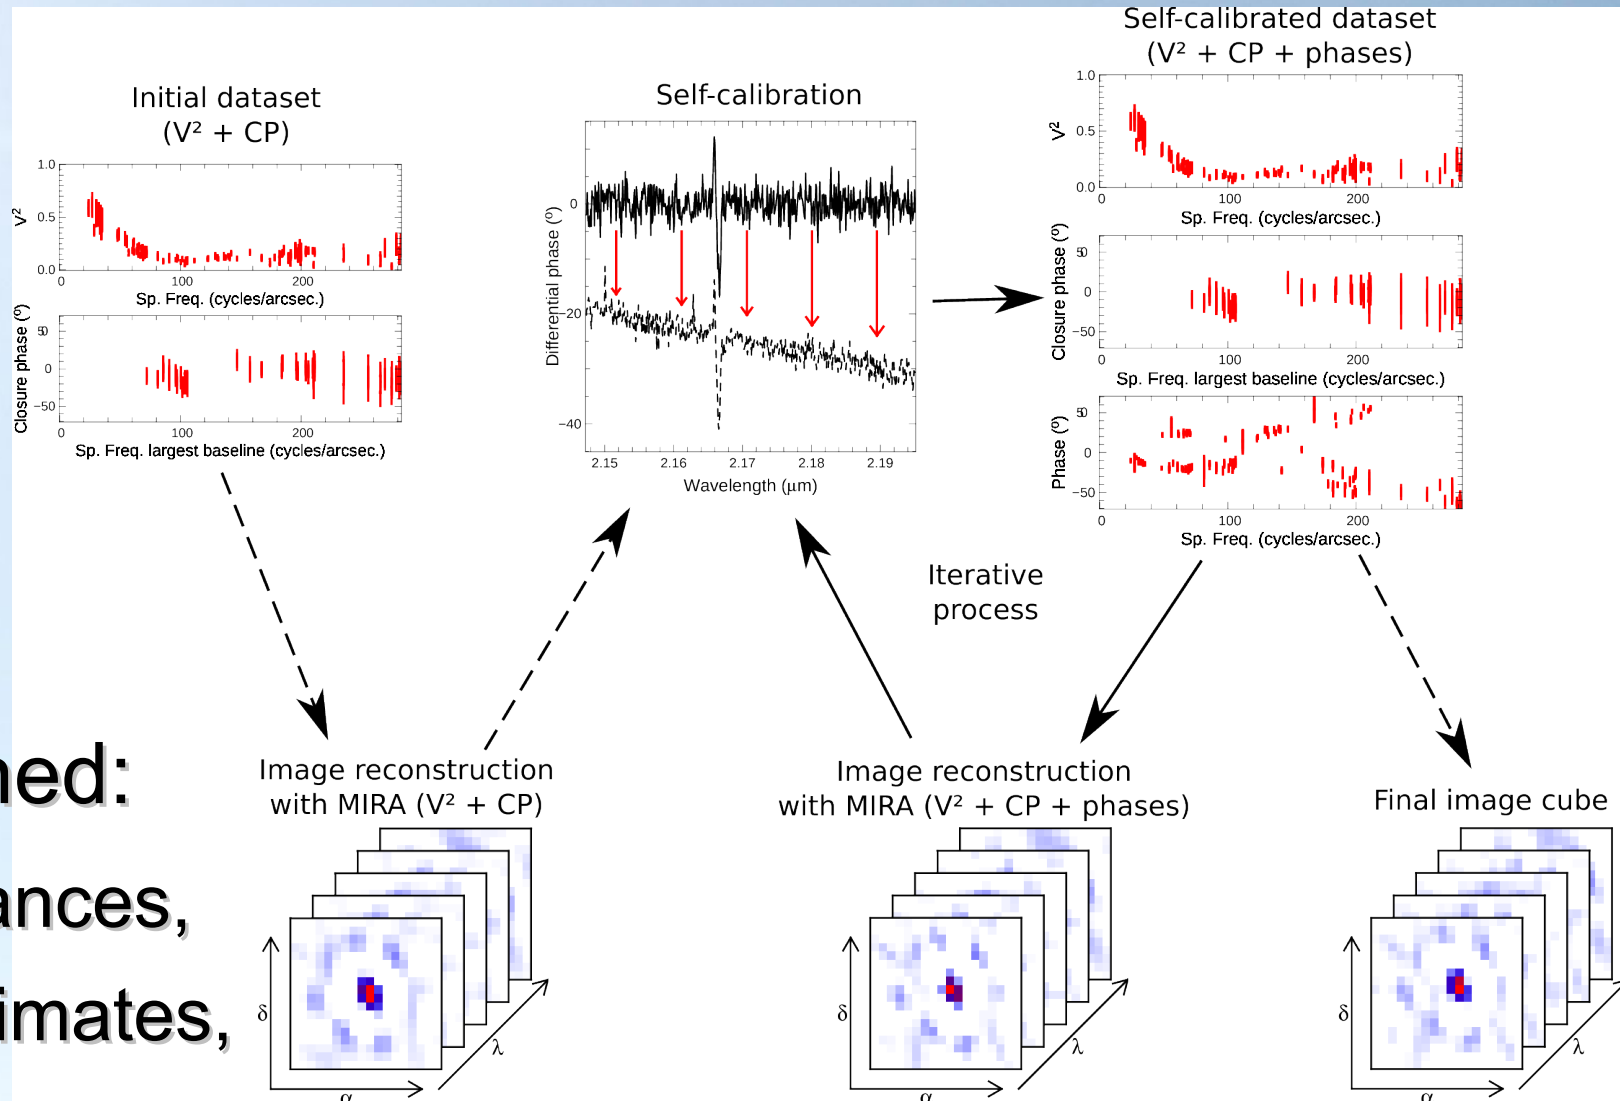 Initial dataset
(V² + CP)
1.0
0.5
0.0
V²
0
100
200
Sp. Freq. (cycles/arcsec.)
50
0
−50
Closure phase (º)
0
100
200
Sp. Freq. largest baseline (cycles/arcsec.)
Self-calibration
0
−20
−40
Differential phase (º)
2.15
2.16
2.17
2.18
2.19
Wavelength (μm)
Self-calibrated dataset
(V² + CP + phases)
1.0
0.5
0.0
V²
0
100
200
Sp. Freq. (cycles/arcsec.)
50
0
−50
Closure phase (º)
0
100
200
Sp. Freq. largest baseline (cycles/arcsec.)
50
0
−50
Phase (º)
0
100
200
Sp. Freq. (cycles/arcsec.)
Iterative
process
Image reconstruction
with MIRA (V² + CP)
δ
α
λ
Image reconstruction
with MIRA (V² + CP + phases)
δ
α
λ
Final image cube
δ
α
λ
ned:
ances,
imates,